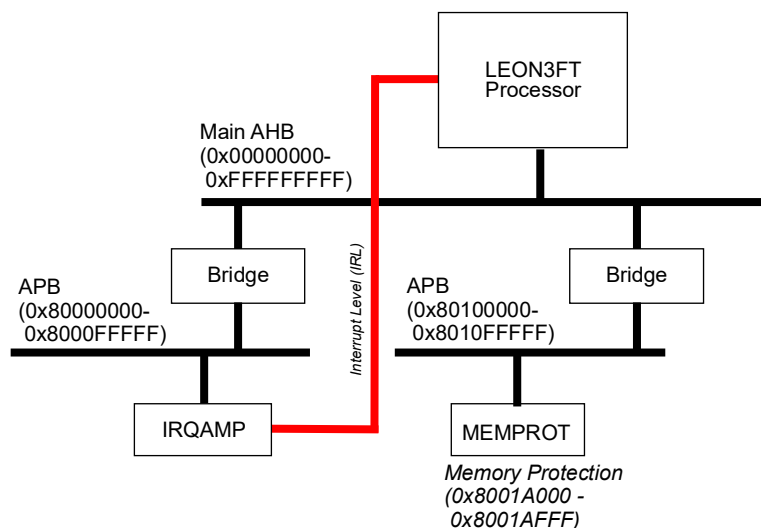 LEON3FT
Processor
Main AHB
(0x00000000-
0xFFFFFFFFF)
Bridge
Bridge
APB
(0x80000000-
0x8000FFFFF)
Interrupt Level (IRL)
APB
(0x80100000-
0x8010FFFFF)
IRQAMP
MEMPROT
Memory Protection
(0x8001A000 -
0x8001AFFF)